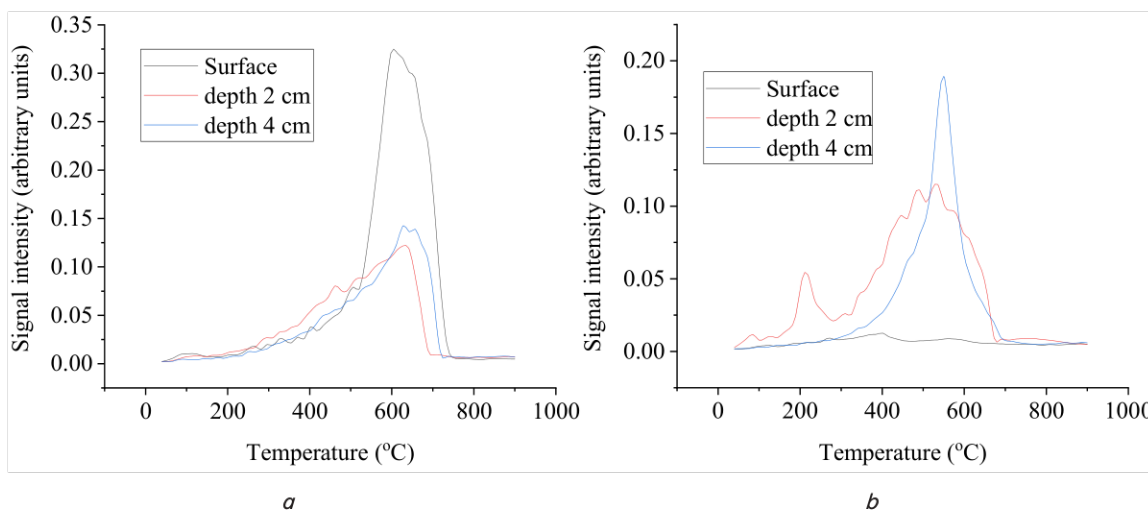 0.35
0.30
0.25
0.20
0.15
0.10
0.05
0.00
Signal intensity (arbitrary units)
Surface
depth 2 cm
depth 4 cm
0 200 400 600 800 1000
Temperature (°C)
a
0.20
0.15
0.10
0.05
0.00
Signal intensity (arbitrary units)
Surface
depth 2 cm
depth 4 cm
0 200 400 600 800 1000
Temperature (°C)
b